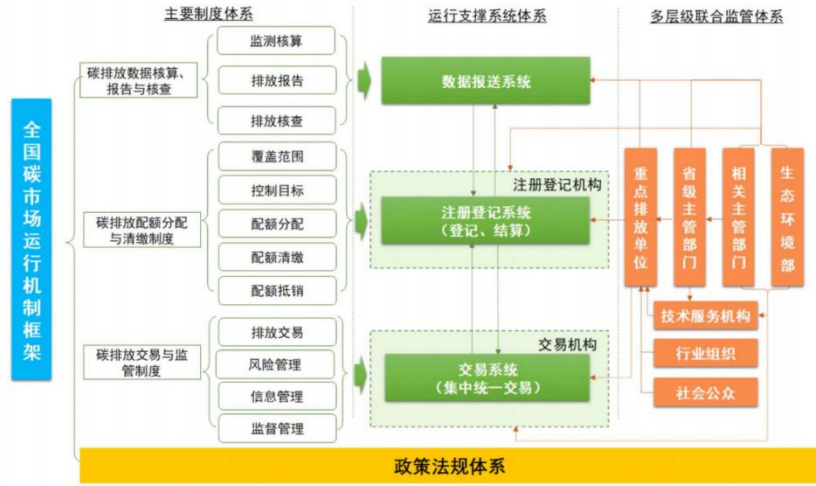 主要制度体系
运行支撑系统体系
多层级联合监管体系
全国碳市场运行机制框架
碳排放数据核算、
报告与核查
监测核算
排放报告
排放核查
碳排放配额分配
与清缴制度
覆盖范围
控制目标
配额分配
配额清缴
配额抵销
碳排放交易与监
管制度
排放交易
风险管理
信息管理
监督管理
数据报送系统
注册登记机构
注册登记系统
(登记、结算)
交易机构
交易系统
(集中统一交易)
重点排放单位
省级主管部门
相关主管部门
生态环境部
技术服务机构
行业组织
社会公众
政策法规体系